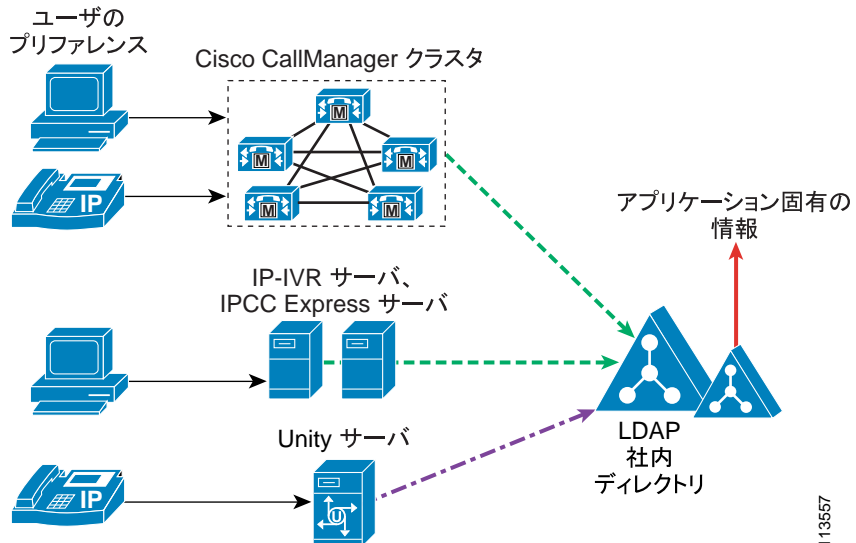 ユーザの
プリファレンス
Cisco CallManager クラスタ
M
M
M
M
M
IP
アプリケーション固有の
情報
IP-IVR サーバ、
IPCC Express サーバ
Unity サーバ
U
IP
LDAP
社内
ディレクトリ
113557